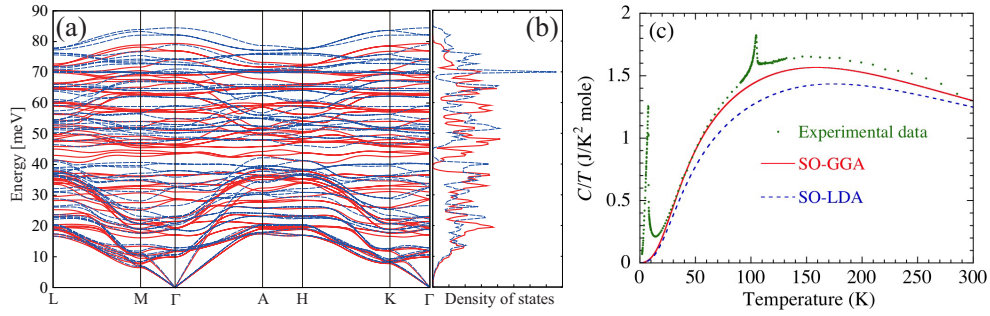 (a)
(b)
(c)
90
80
70
60
50
40
30
20
10
0
Energy [meV]
L M Γ A H K Γ
Density of states
2
1.5
1
0.5
0
C/T (J/K² mole)
Experimental data
SO-GGA
SO-LDA
0 50 100 150 200 250 300
Temperature (K)